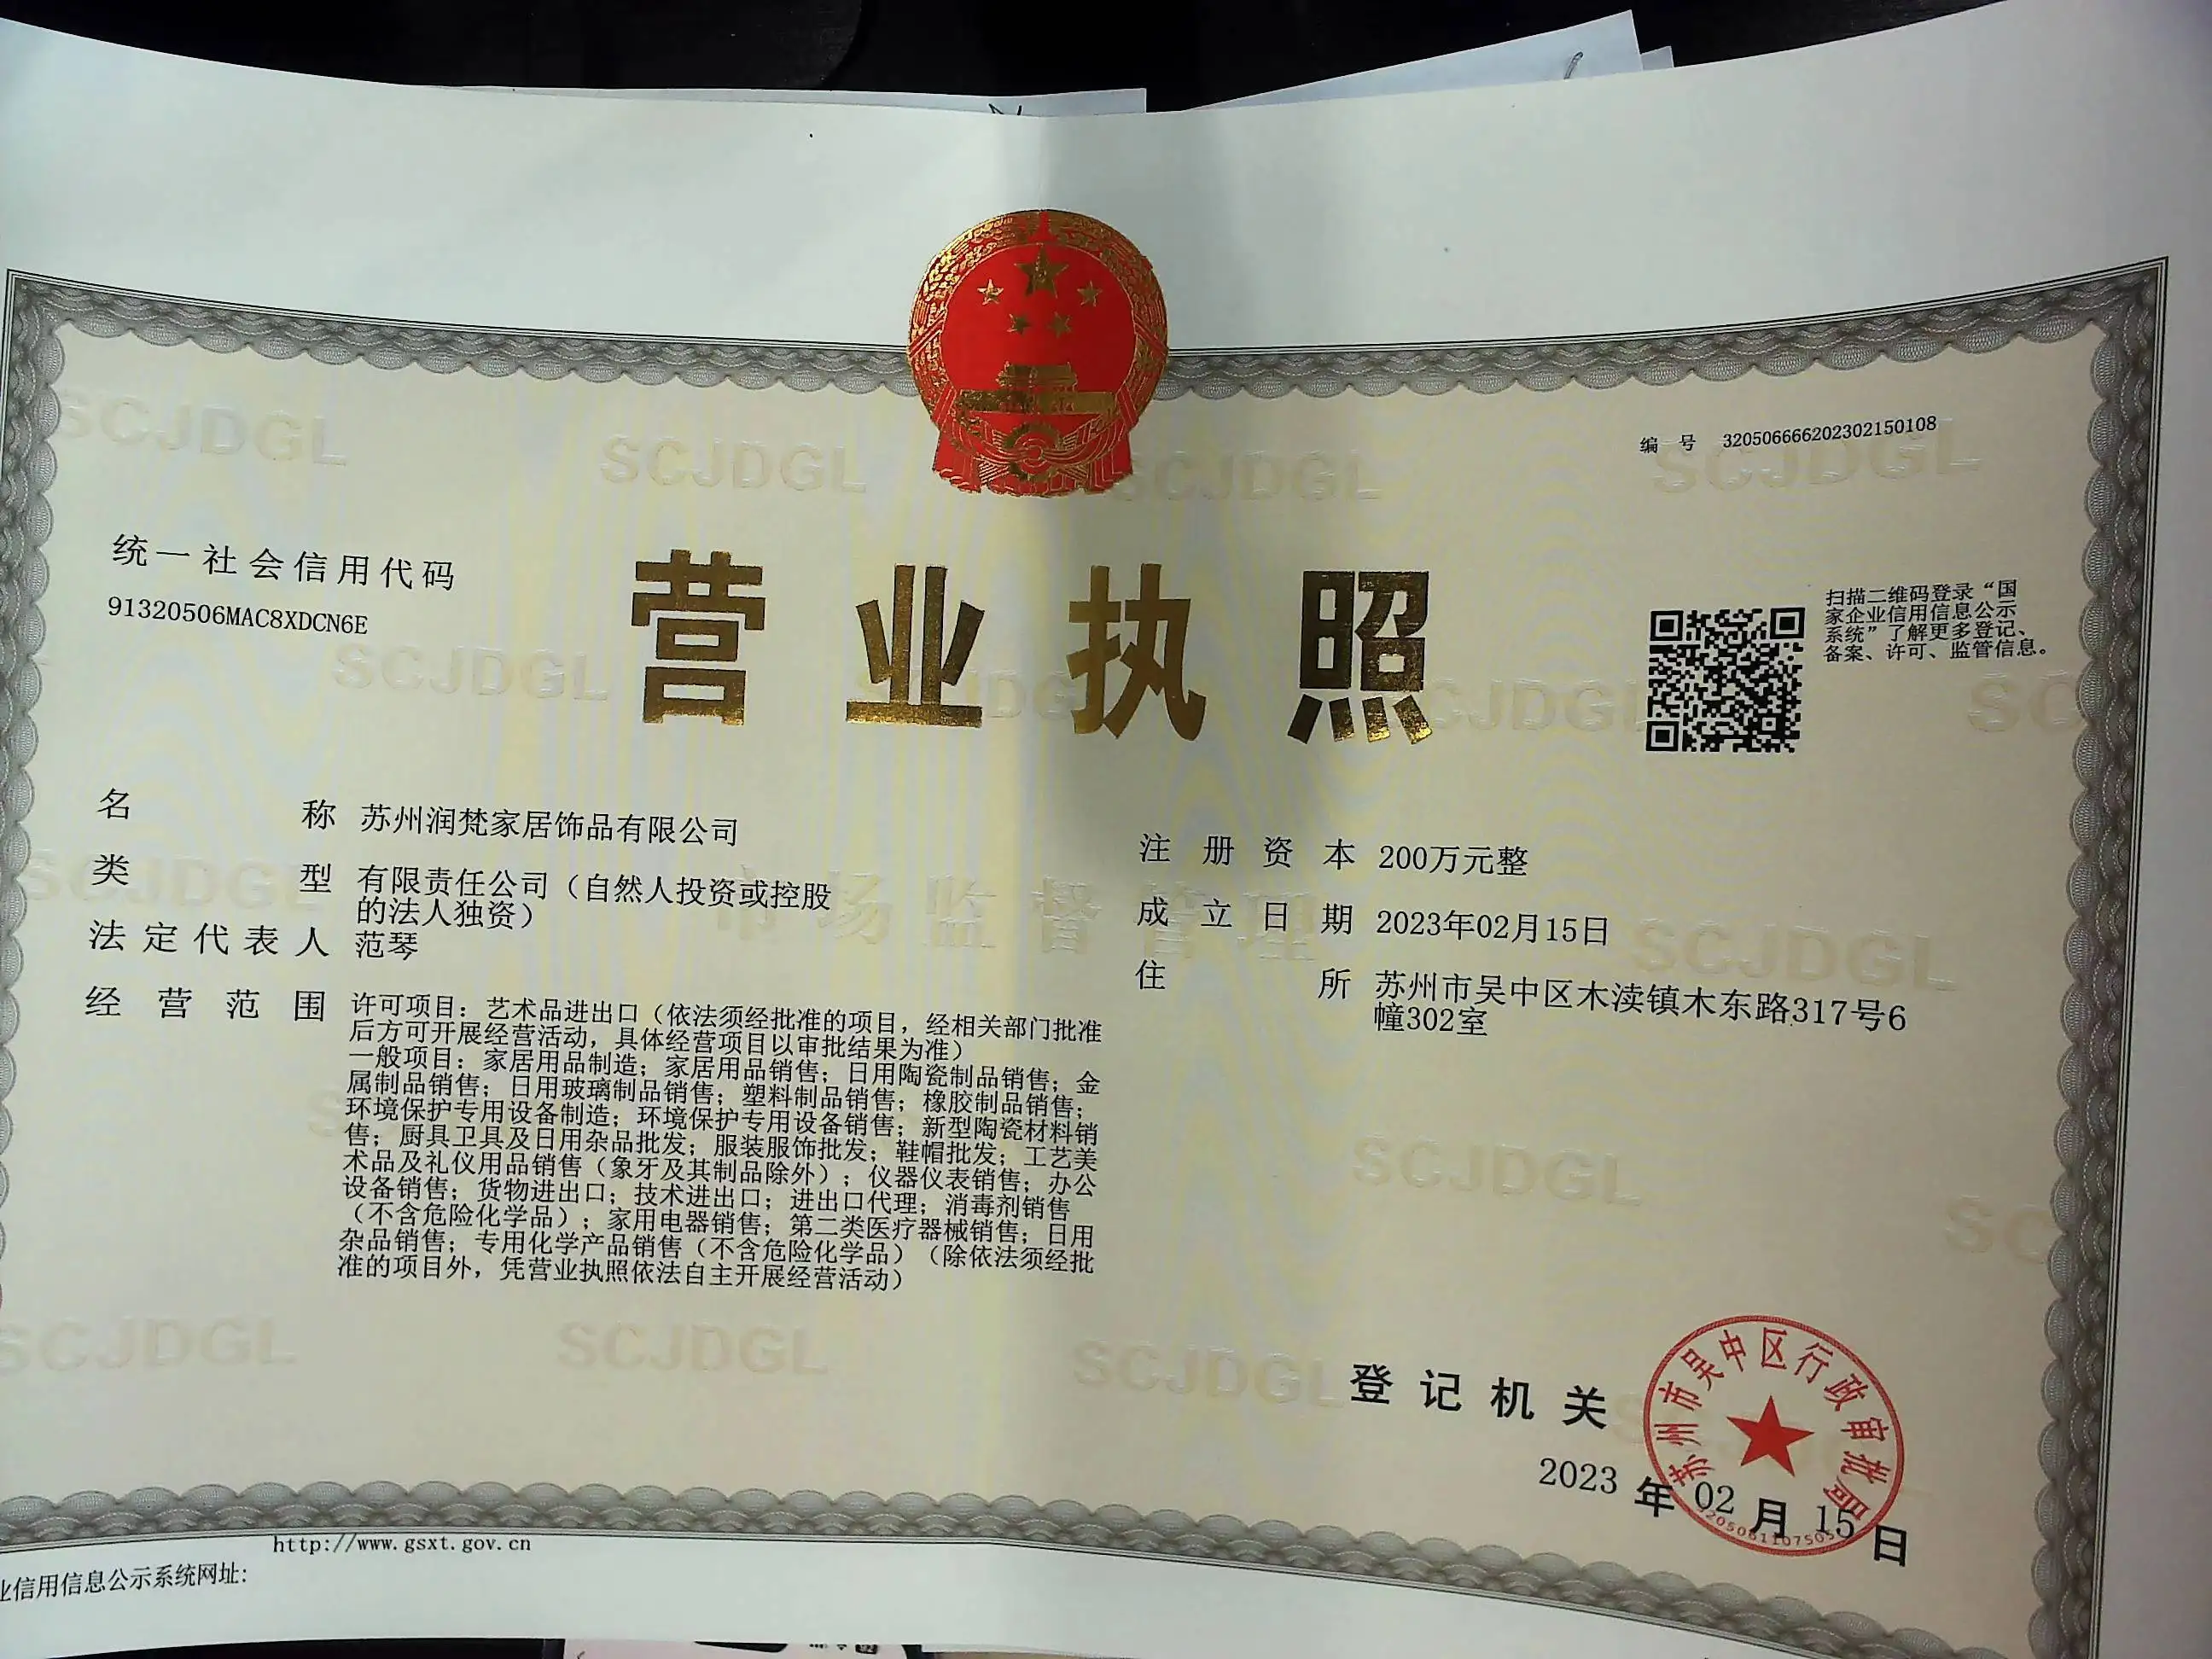 编 号 320506666202302150108
统一社会信用代码
91320506MAC8XDCN6E
营业执照
扫描二维码登录“国
家企业信用信息公示
系统”了解更多登记、
备案、许可、监管信息。
名 称 苏州润梵家居饰品有限公司
类 型 有限责任公司（自然人投资或控股
的法人独资）
法定代表人 范琴
经营范围 许可项目：艺术品进出口（依法须经批准的项目，经相关部门批准
后方可开展经营活动，具体经营项目以审批结果为准）
一般项目：家居用品制造；家居用品销售；日用陶瓷制品销售；金
属制品销售；日用玻璃制品销售；塑料制品销售；橡胶制品销售；
环境保护专用设备制造；环境保护专用设备销售；新型陶瓷材料销
售；厨具卫具及日用杂品批发；服装服饰批发；鞋帽批发；工艺美
术品及礼仪用品销售（象牙及其制品除外）；仪器仪表销售；办公
设备销售；货物进出口；技术进出口；进出口代理；消毒剂销售
（不含危险化学品）；家用电器销售；第二类医疗器械销售；日用
杂品销售；专用化学产品销售（不含危险化学品）（除依法须经批
准的项目外，凭营业执照依法自主开展经营活动）
注册资本 200万元整
成立日期 2023年02月15日
住 所 苏州市吴中区木渎镇木东路317号6
幢302室
市场监督管理
SCJDGL
登记机关
苏州市吴中区行政审批局
2023 年 02 月 15 日
http://www.gsxt.gov.cn
业信用信息公示系统网址: